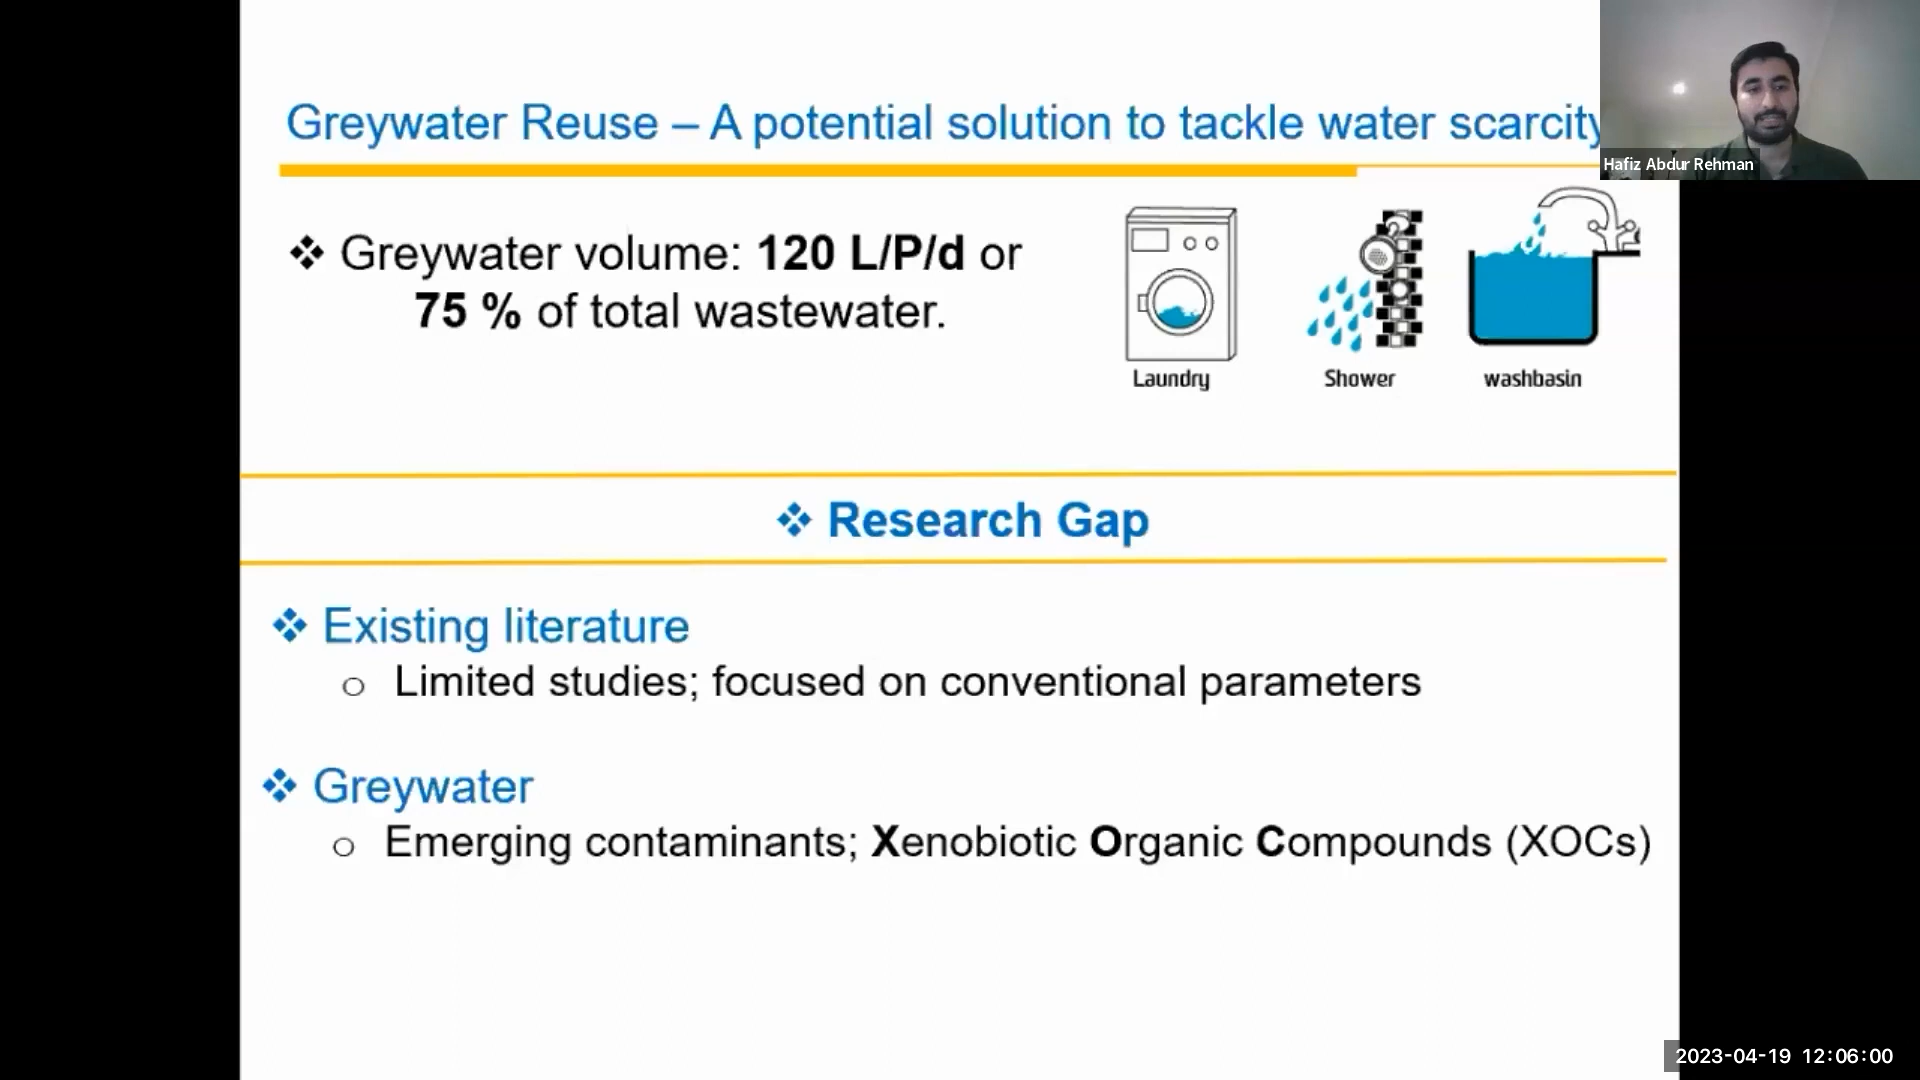 Greywater Reuse – A potential solution to tackle water scarcity
Hafiz Abdur Rehman
❖ Greywater volume: 120 L/P/d or
75 % of total wastewater.
Laundry
Shower
washbasin
❖ Research Gap
❖ Existing literature
o Limited studies; focused on conventional parameters
❖ Greywater
o Emerging contaminants; Xenobiotic Organic Compounds (XOCs)
2023-04-19 12:06:00